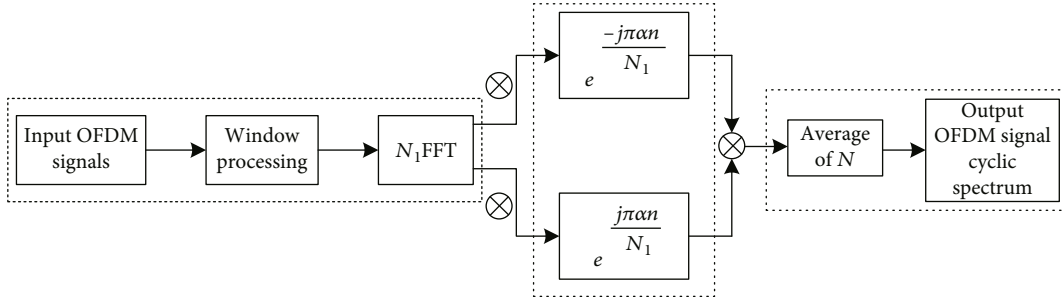 Input OFDM
signals
Window
processing
N₁FFT
e^(−jπαn/N₁)
e^(jπαn/N₁)
Average
of N
Output
OFDM signal
cyclic
spectrum